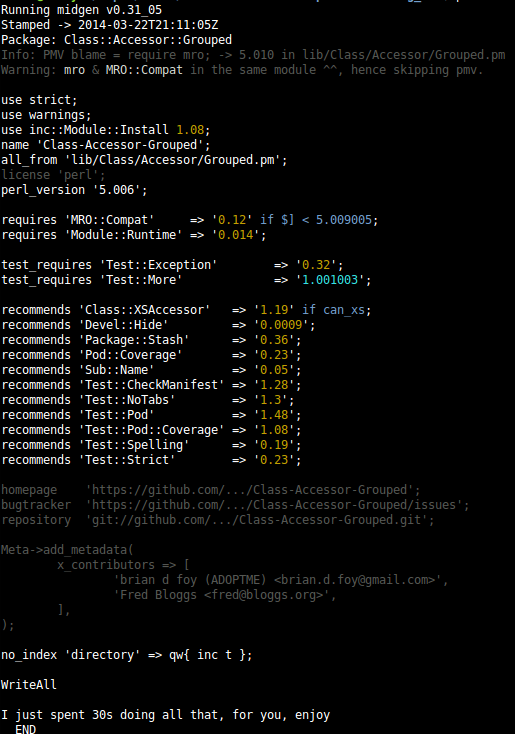 Running midgen v0.31_05
Stamped -> 2014-03-22T21:11:05Z
Package: Class::Accessor::Grouped
Info: PMV blame = require mro; -> 5.010 in lib/Class/Accessor/Grouped.pm
Warning: mro & MRO::Compat in the same module ^^, hence skipping pmv.

use strict;
use warnings;
use inc::Module::Install 1.08;
name 'Class-Accessor-Grouped';
all_from 'lib/Class/Accessor/Grouped.pm';
license 'perl';
perl_version '5.006';

requires 'MRO::Compat'     => '0.12' if $] < 5.009005;
requires 'Module::Runtime' => '0.014';

test_requires 'Test::Exception'        => '0.32';
test_requires 'Test::More'             => '1.001003';

recommends 'Class::XSAccessor'   => '1.19' if can_xs;
recommends 'Devel::Hide'         => '0.0009';
recommends 'Package::Stash'      => '0.36';
recommends 'Pod::Coverage'       => '0.23';
recommends 'Sub::Name'           => '0.05';
recommends 'Test::CheckManifest' => '1.28';
recommends 'Test::NoTabs'        => '1.3';
recommends 'Test::Pod'           => '1.48';
recommends 'Test::Pod::Coverage' => '1.08';
recommends 'Test::Spelling'      => '0.19';
recommends 'Test::Strict'        => '0.23';

homepage    'https://github.com/.../Class-Accessor-Grouped';
bugtracker  'https://github.com/.../Class-Accessor-Grouped/issues';
repository  'git://github.com/.../Class-Accessor-Grouped.git';

Meta->add_metadata(
        x_contributors => [
                'brian d foy (ADOPTME) <brian.d.foy@gmail.com>',
                'Fred Bloggs <fred@bloggs.org>',
        ],
);

no_index 'directory' => qw{ inc t };

WriteAll

I just spent 30s doing all that, for you, enjoy
  END